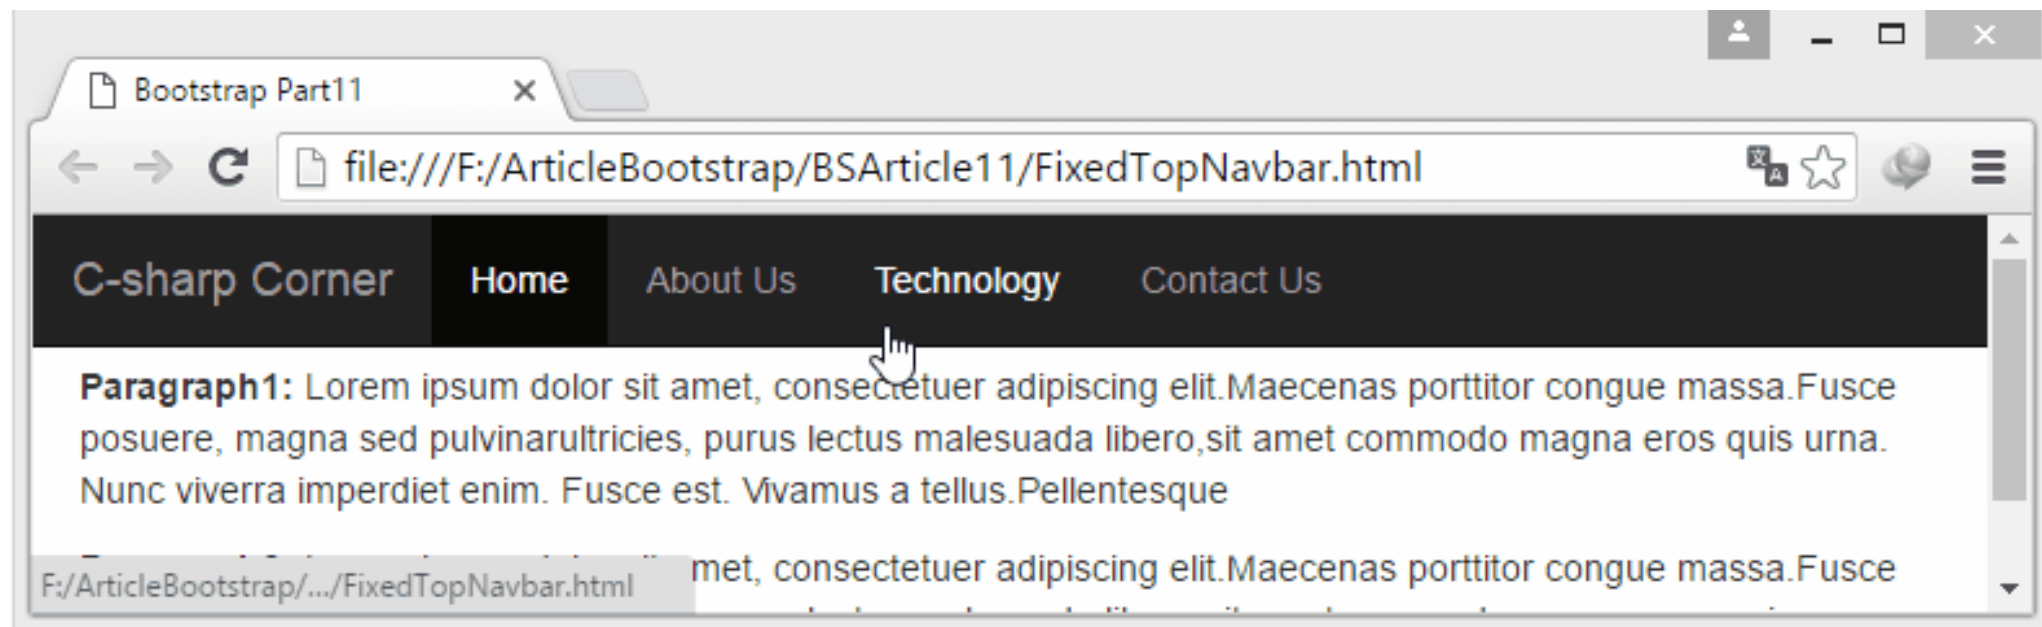 Bootstrap Part11
file:///F:/ArticleBootstrap/BSArticle11/FixedTopNavbar.html
C-sharp Corner Home About Us Technology Contact Us
Paragraph1: Lorem ipsum dolor sit amet, consectetuer adipiscing elit.Maecenas porttitor congue massa.Fusce
posuere, magna sed pulvinarultricies, purus lectus malesuada libero,sit amet commodo magna eros quis urna.
Nunc viverra imperdiet enim. Fusce est. Vivamus a tellus.Pellentesque
met, consectetuer adipiscing elit.Maecenas porttitor congue massa.Fusce
F:/ArticleBootstrap/.../FixedTopNavbar.html